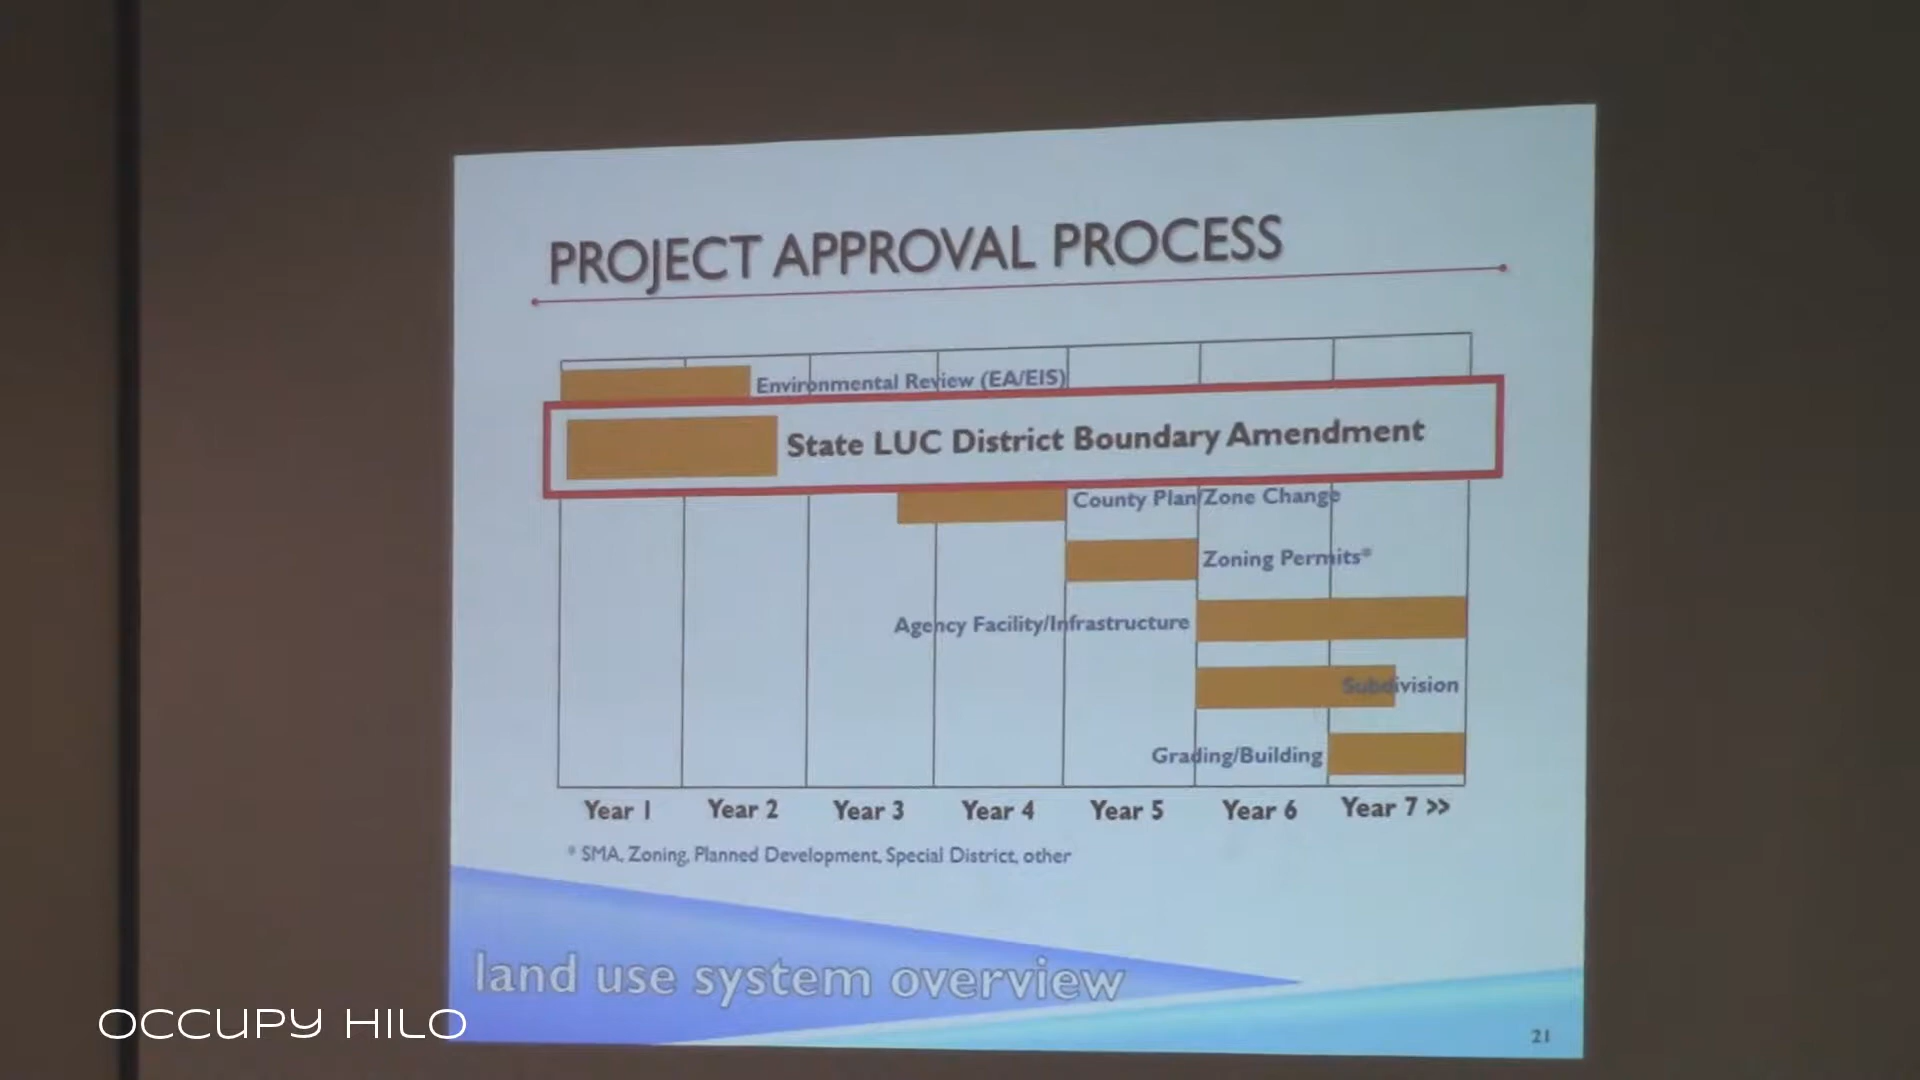 PROJECT APPROVAL PROCESS
Environmental Review (EA/EIS)
State LUC District Boundary Amendment
County Plan/Zone Change
Zoning Permits*
Agency Facility/Infrastructure
Subdivision
Grading/Building
Year 1 Year 2 Year 3 Year 4 Year 5 Year 6 Year 7 >>
* SMA, Zoning, Planned Development, Special District, other
land use system overview
OCCUPY HILO
21